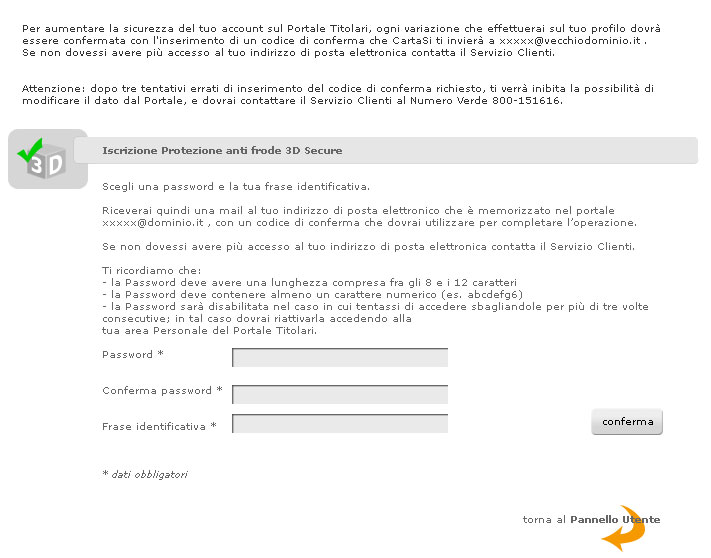 Per aumentare la sicurezza del tuo account sul Portale Titolari, ogni variazione che effettuerai sul tuo profilo dovrà
essere confermata con l'inserimento di un codice di conferma che CartaSi ti invierà a xxxxx@vecchiodominio.it .
Se non dovessi avere più accesso al tuo indirizzo di posta elettronica contatta il Servizio Clienti.
Attenzione: dopo tre tentativi errati di inserimento del codice di conferma richiesto, ti verrà inibita la possibilità di
modificare il dato dal Portale, e dovrai contattare il Servizio Clienti al Numero Verde 800-151616.
3D
Iscrizione Protezione anti frode 3D Secure
Scegli una password e la tua frase identificativa.
Riceverai quindi una mail al tuo indirizzo di posta elettronico che è memorizzato nel portale
xxxxx@dominio.it , con un codice di conferma che dovrai utilizzare per completare l'operazione.
Se non dovessi avere più accesso al tuo indirizzo di posta elettronica contatta il Servizio Clienti.
Ti ricordiamo che:
- la Password deve avere una lunghezza compresa fra gli 8 e i 12 caratteri
- la Password deve contenere almeno un carattere numerico (es. abcdefg6)
- la Password sarà disabilitata nel caso in cui tentassi di accedere sbagliandole per più di tre volte
consecutive; in tal caso dovrai riattivarla accedendo alla
tua area Personale del Portale Titolari.
Password *
Conferma password *
Frase identificativa *
conferma
* dati obbligatori
torna al Pannello Utente